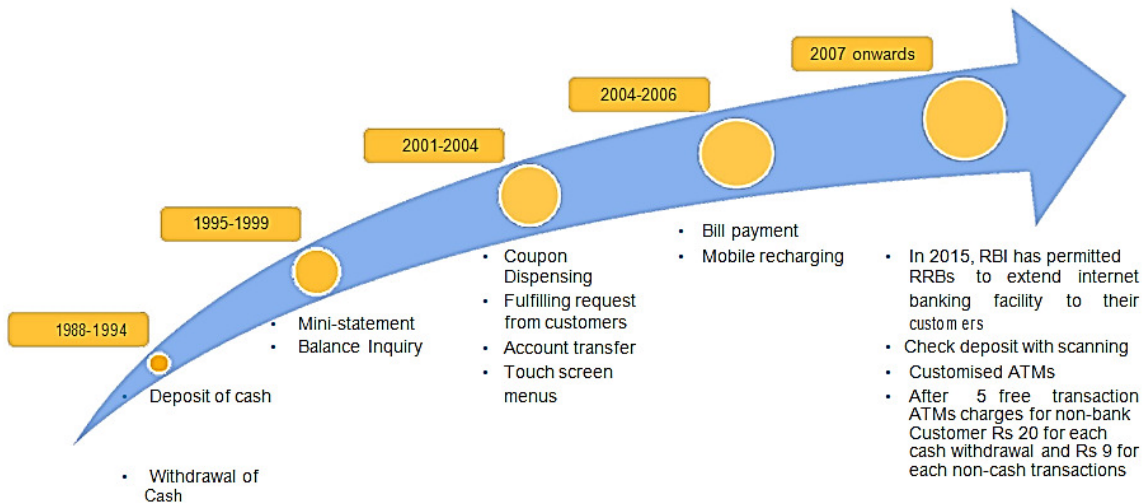 2007 onwards
2004-2006
2001-2004
1995-1999
1988-1994
• Deposit of cash
• Withdrawal of
Cash
• Mini-statement
• Balance Inquiry
• Coupon
Dispensing
• Fulfilling request
from customers
• Account transfer
• Touch screen
menus
• Bill payment
• Mobile recharging
• In 2015, RBI has permitted
RRBs to extend internet
banking facility to their
customers
• Check deposit with scanning
• Customised ATMs
• After 5 free transaction
ATMs charges for non-bank
Customer Rs 20 for each
cash withdrawal and Rs 9 for
each non-cash transactions